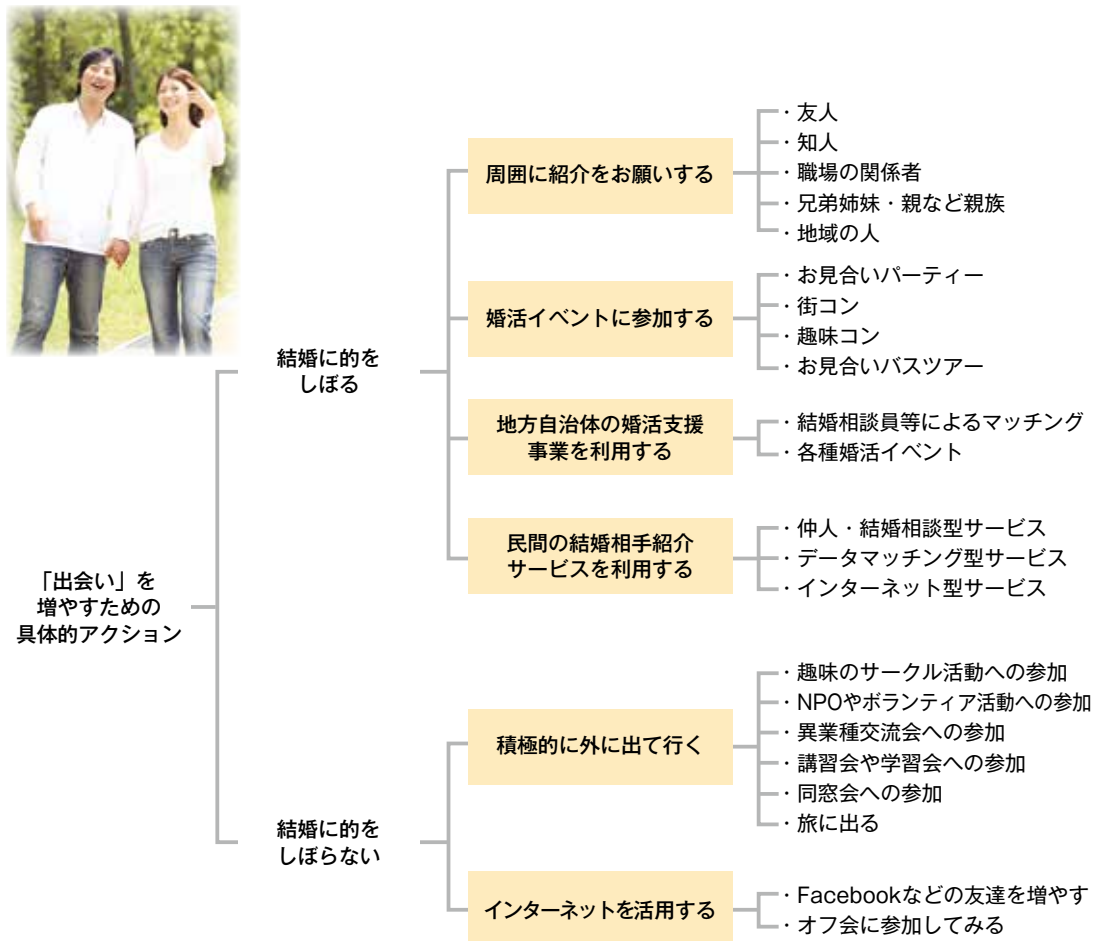 「出会い」を
増やすための
具体的アクション
結婚に的を
しぼる
周囲に紹介をお願いする
・友人
・知人
・職場の関係者
・兄弟姉妹・親など親族
・地域の人
婚活イベントに参加する
・お見合いパーティー
・街コン
・趣味コン
・お見合いバスツアー
地方自治体の婚活支援
事業を利用する
・結婚相談員等によるマッチング
・各種婚活イベント
民間の結婚相手紹介
サービスを利用する
・仲人・結婚相談型サービス
・データマッチング型サービス
・インターネット型サービス
結婚に的を
しぼらない
積極的に外に出て行く
・趣味のサークル活動への参加
・NPOやボランティア活動への参加
・異業種交流会への参加
・講習会や学習会への参加
・同窓会への参加
・旅に出る
インターネットを活用する
・Facebookなどの友達を増やす
・オフ会に参加してみる